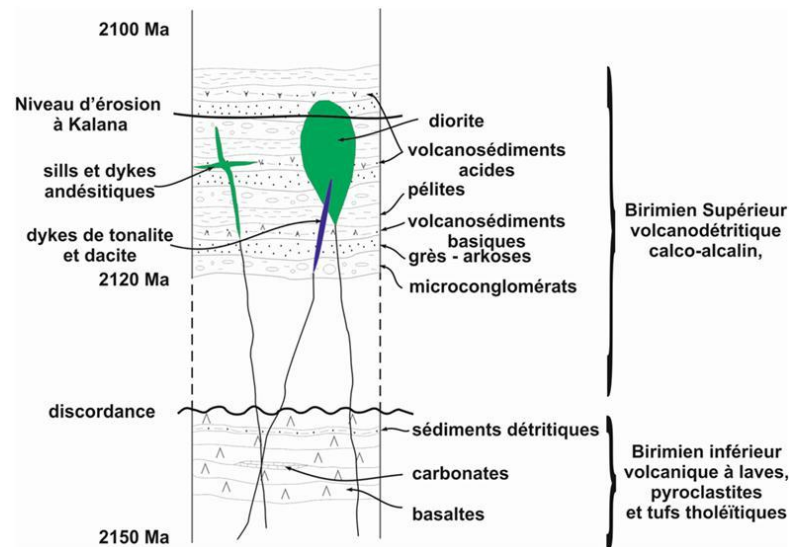 2100 Ma
Niveau d'érosion
à Kalana
sills et dykes
andésitiques
dykes de tonalite
et dacite
2120 Ma
discordance
2150 Ma
diorite
volcanosédiments
acides
pélites
volcanosédiments
basiques
grès - arkoses
microconglomérats
sédiments détritiques
carbonates
basaltes
Birimien Supérieur
volcanodétritique
calco-alcalin,
Birimien inférieur
volcanique à laves,
pyroclastites
et tufs tholéïtiques